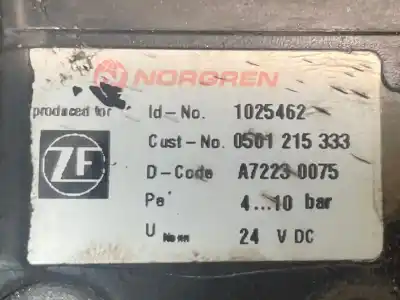 NORGREN
produced for
ZF
Id-No. 1025462
Cust-No. 0501 215 333
D-Code A7223 0075
Pe 4...10 bar
U Nenn 24 V DC